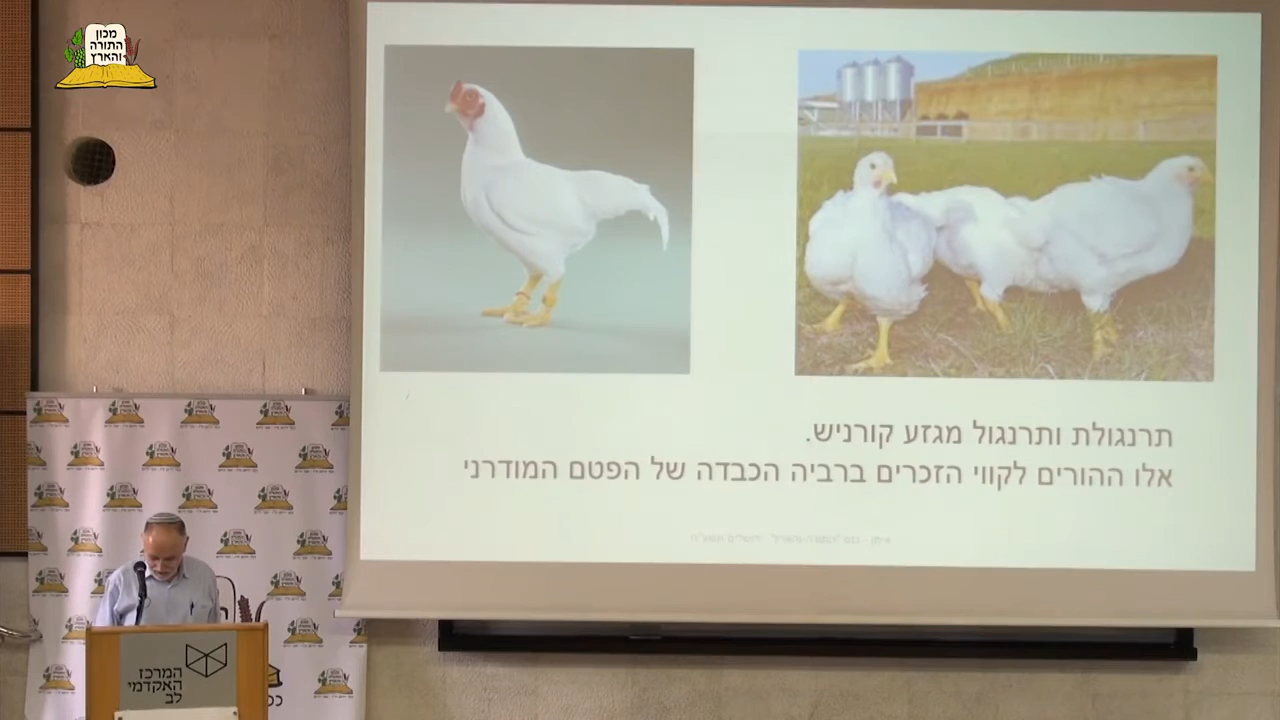 מכון
התורה
והארץ
תרנגולת ותרנגול מגזע קורניש.
אלו ההורים לקווי הזכרים ברביה הכבדה של הפטם המודרני
המרכז
האקדמי
לב